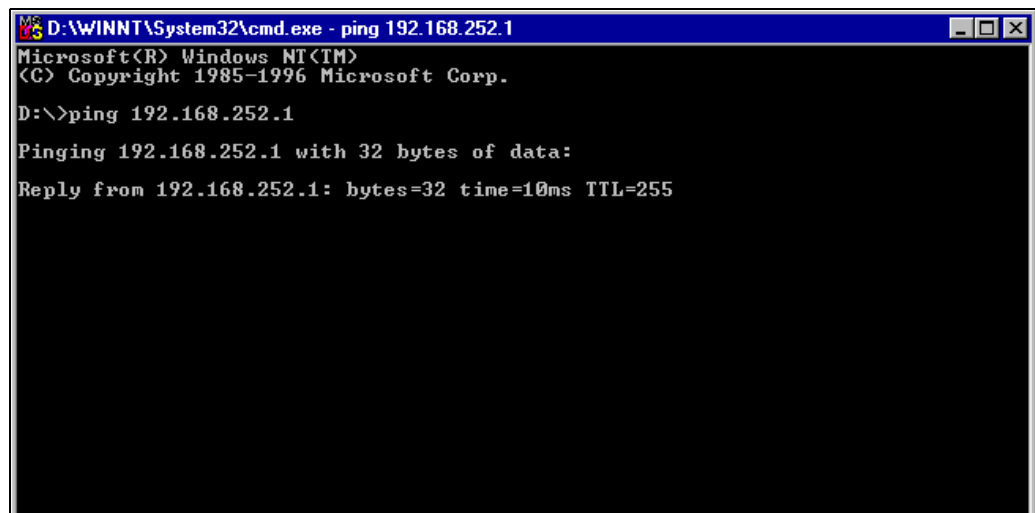 D:\WINNT\System32\cmd.exe - ping 192.168.252.1
Microsoft(R) Windows NT(TM)
(C) Copyright 1985-1996 Microsoft Corp.
D:\>ping 192.168.252.1
Pinging 192.168.252.1 with 32 bytes of data:
Reply from 192.168.252.1: bytes=32 time=10ms TTL=255